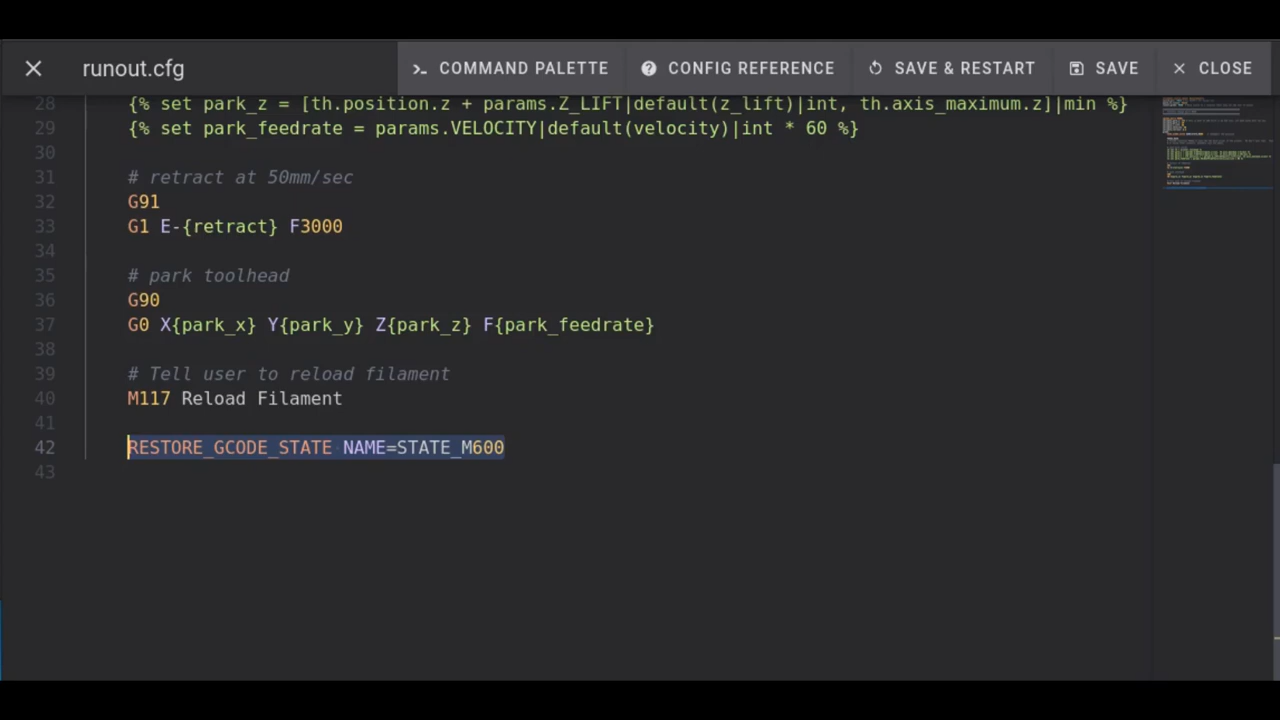 runout.cfg
COMMAND PALETTE
CONFIG REFERENCE
SAVE & RESTART
SAVE
CLOSE
28 {% set park_z = [th.position.z + params.Z_LIFT|default(z_lift)|int, th.axis_maximum.z]|min %}
29 {% set park_feedrate = params.VELOCITY|default(velocity)|int * 60 %}
30
31 # retract at 50mm/sec
32 G91
33 G1 E-{retract} F3000
34
35 # park toolhead
36 G90
37 G0 X{park_x} Y{park_y} Z{park_z} F{park_feedrate}
38
39 # Tell user to reload filament
40 M117 Reload Filament
41
42 RESTORE_GCODE_STATE NAME=STATE_M600
43